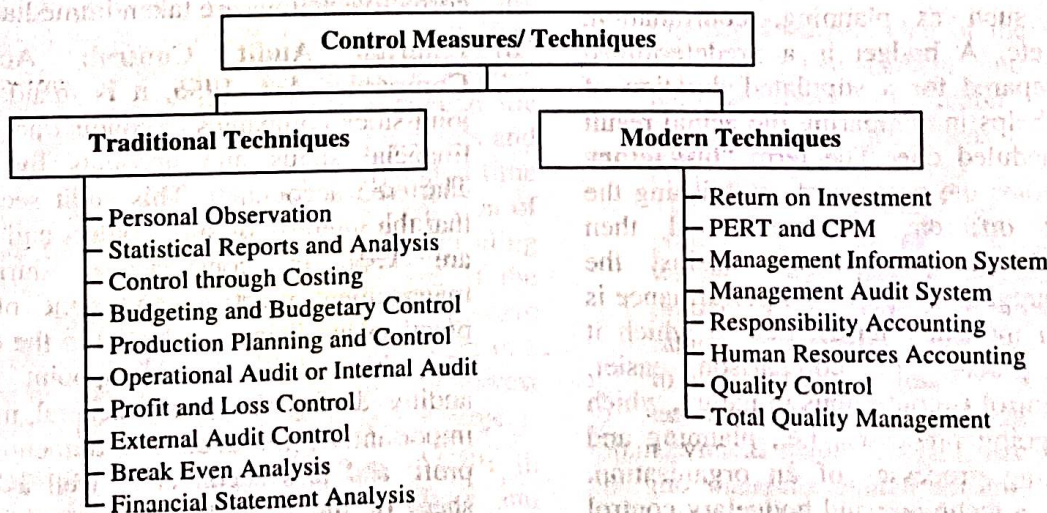 Control Measures/ Techniques
Traditional Techniques
Personal Observation
Statistical Reports and Analysis
Control through Costing
Budgeting and Budgetary Control
Production Planning and Control
Operational Audit or Internal Audit
Profit and Loss Control
External Audit Control
Break Even Analysis
Financial Statement Analysis
Modern Techniques
Return on Investment
PERT and CPM
Management Information System
Management Audit System
Responsibility Accounting
Human Resources Accounting
Quality Control
Total Quality Management